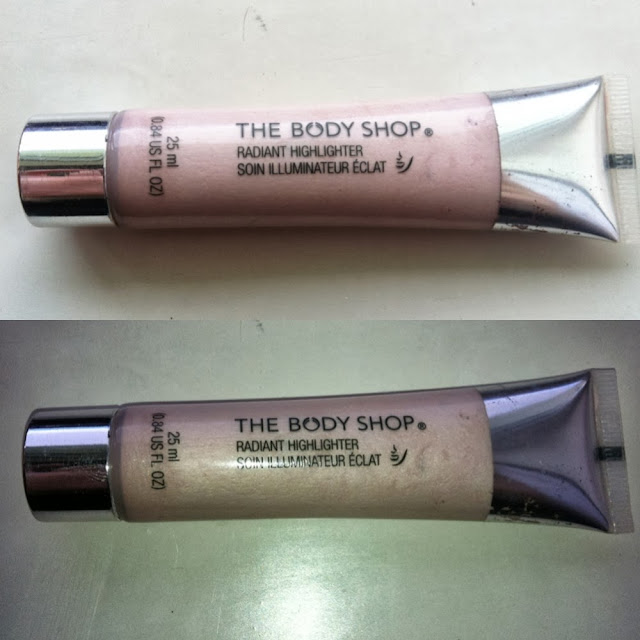 THE BODY SHOP®
RADIANT HIGHLIGHTER
SOIN ILLUMINATEUR ÉCLAT
25 ml
(0.84 US FL OZ)
THE BODY SHOP®
RADIANT HIGHLIGHTER
SOIN ILLUMINATEUR ÉCLAT
25 ml
(0.84 US FL OZ)